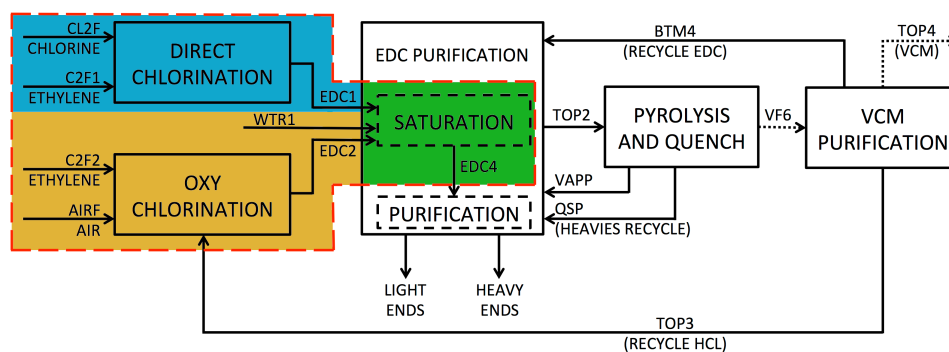 CL2F
CHLORINE
C2F1
ETHYLENE
DIRECT
CHLORINATION
EDC1
WTR1
EDC2
C2F2
ETHYLENE
AIRF
AIR
OXY
CHLORINATION
EDC PURIFICATION
SATURATION
EDC4
PURIFICATION
LIGHT
ENDS
HEAVY
ENDS
BTM4
(RECYCLE EDC)
TOP2
PYROLYSIS
AND QUENCH
VAPP
QSP
(HEAVIES RECYCLE)
VF6
TOP4
(VCM)
VCM
PURIFICATION
TOP3
(RECYCLE HCL)